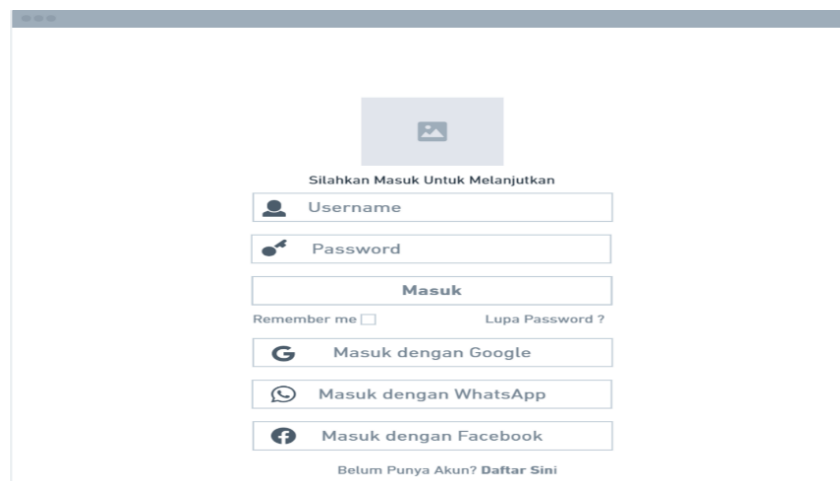 Silahkan Masuk Untuk Melanjutkan
Username
Password
Masuk
Remember me Lupa Password ?
Masuk dengan Google
Masuk dengan WhatsApp
Masuk dengan Facebook
Belum Punya Akun? Daftar Sini